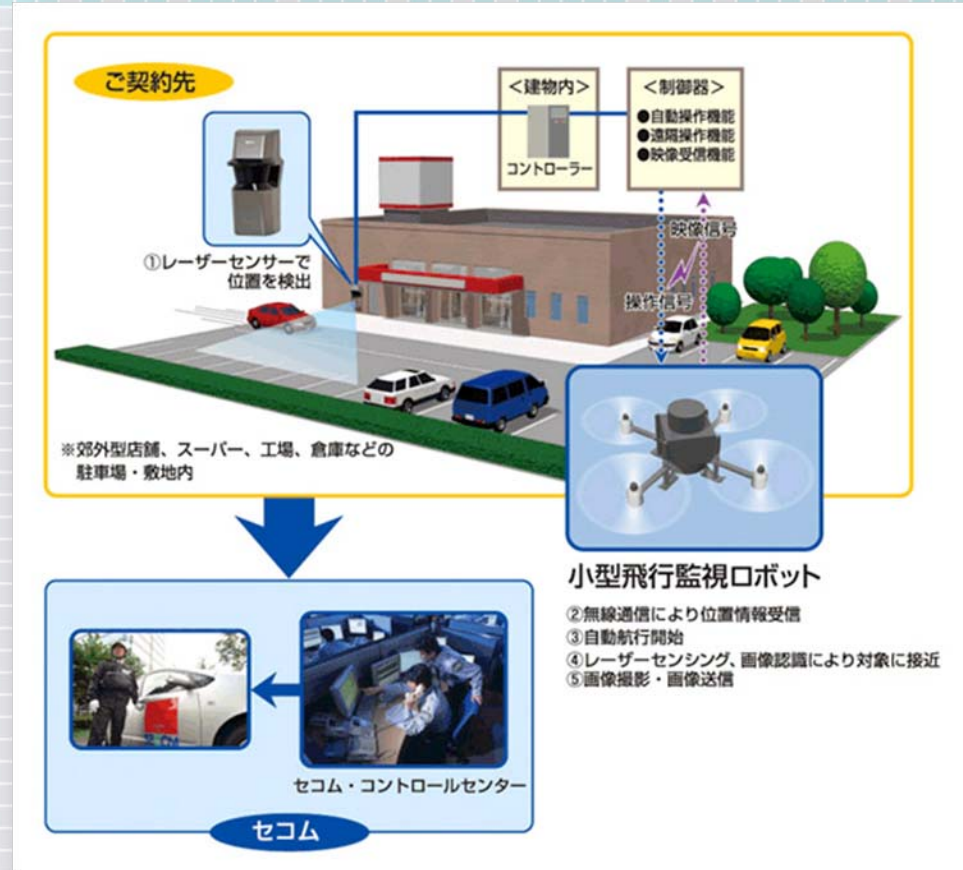 ご契約先
＜建物内＞
コントローラー
＜制御器＞
●自動操作機能
●遠隔操作機能
●映像受信機能
①レーザーセンサーで
位置を検出
映像信号
操作信号
※郊外型店舗、スーパー、工場、倉庫などの
駐車場・敷地内
小型飛行監視ロボット
②無線通信により位置情報受信
③自動航行開始
④レーザーセンシング、画像認識により対象に接近
⑤画像撮影・画像送信
セコム・コントロールセンター
セコム